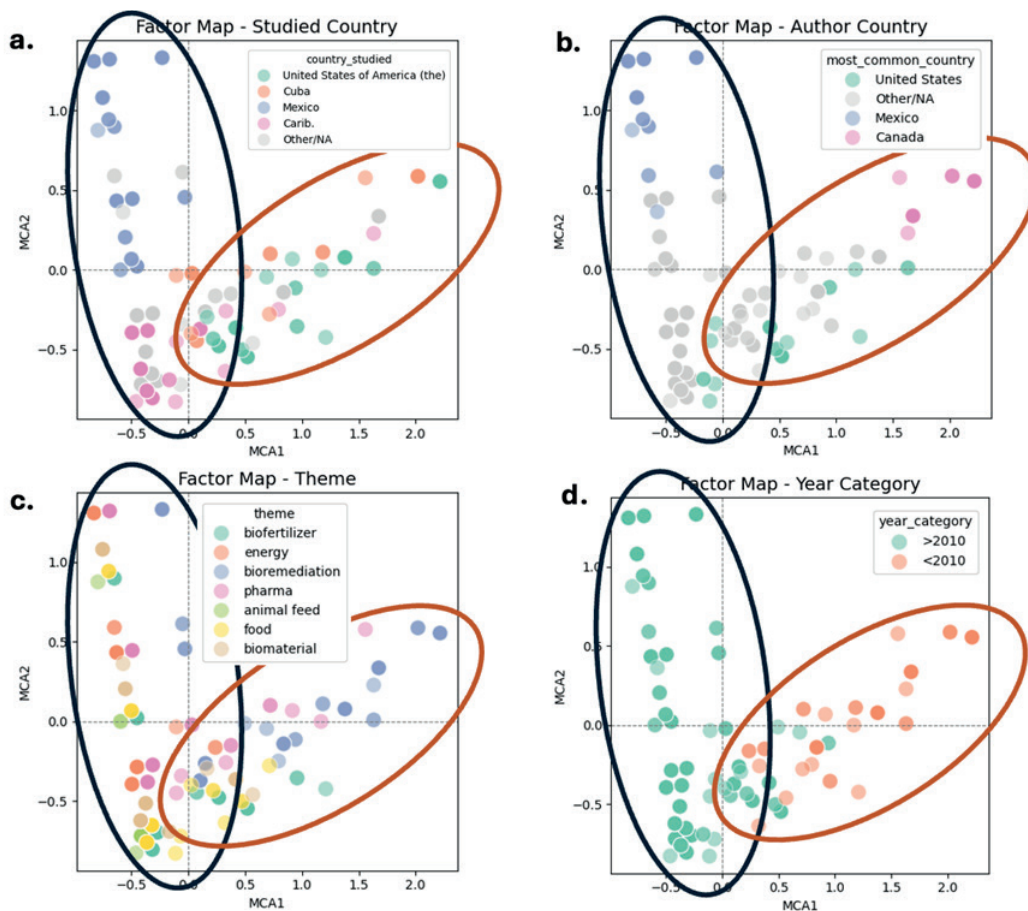 a.
Factor Map - Studied Country
country_studied
United States of America (the)
Cuba
Mexico
Carib.
Other/NA
1.0
0.5
0.0
−0.5
MCA2
−0.5
0.0
0.5
1.0
1.5
2.0
MCA1
b.
Factor Map - Author Country
most_common_country
United States
Other/NA
Mexico
Canada
1.0
0.5
0.0
−0.5
MCA2
−0.5
0.0
0.5
1.0
1.5
2.0
MCA1
c.
Factor Map - Theme
theme
biofertilizer
energy
bioremediation
pharma
animal feed
food
biomaterial
1.0
0.5
0.0
−0.5
MCA2
−0.5
0.0
0.5
1.0
1.5
2.0
MCA1
d.
Factor Map - Year Category
year_category
>2010
<2010
1.0
0.5
0.0
−0.5
MCA2
−0.5
0.0
0.5
1.0
1.5
2.0
MCA1